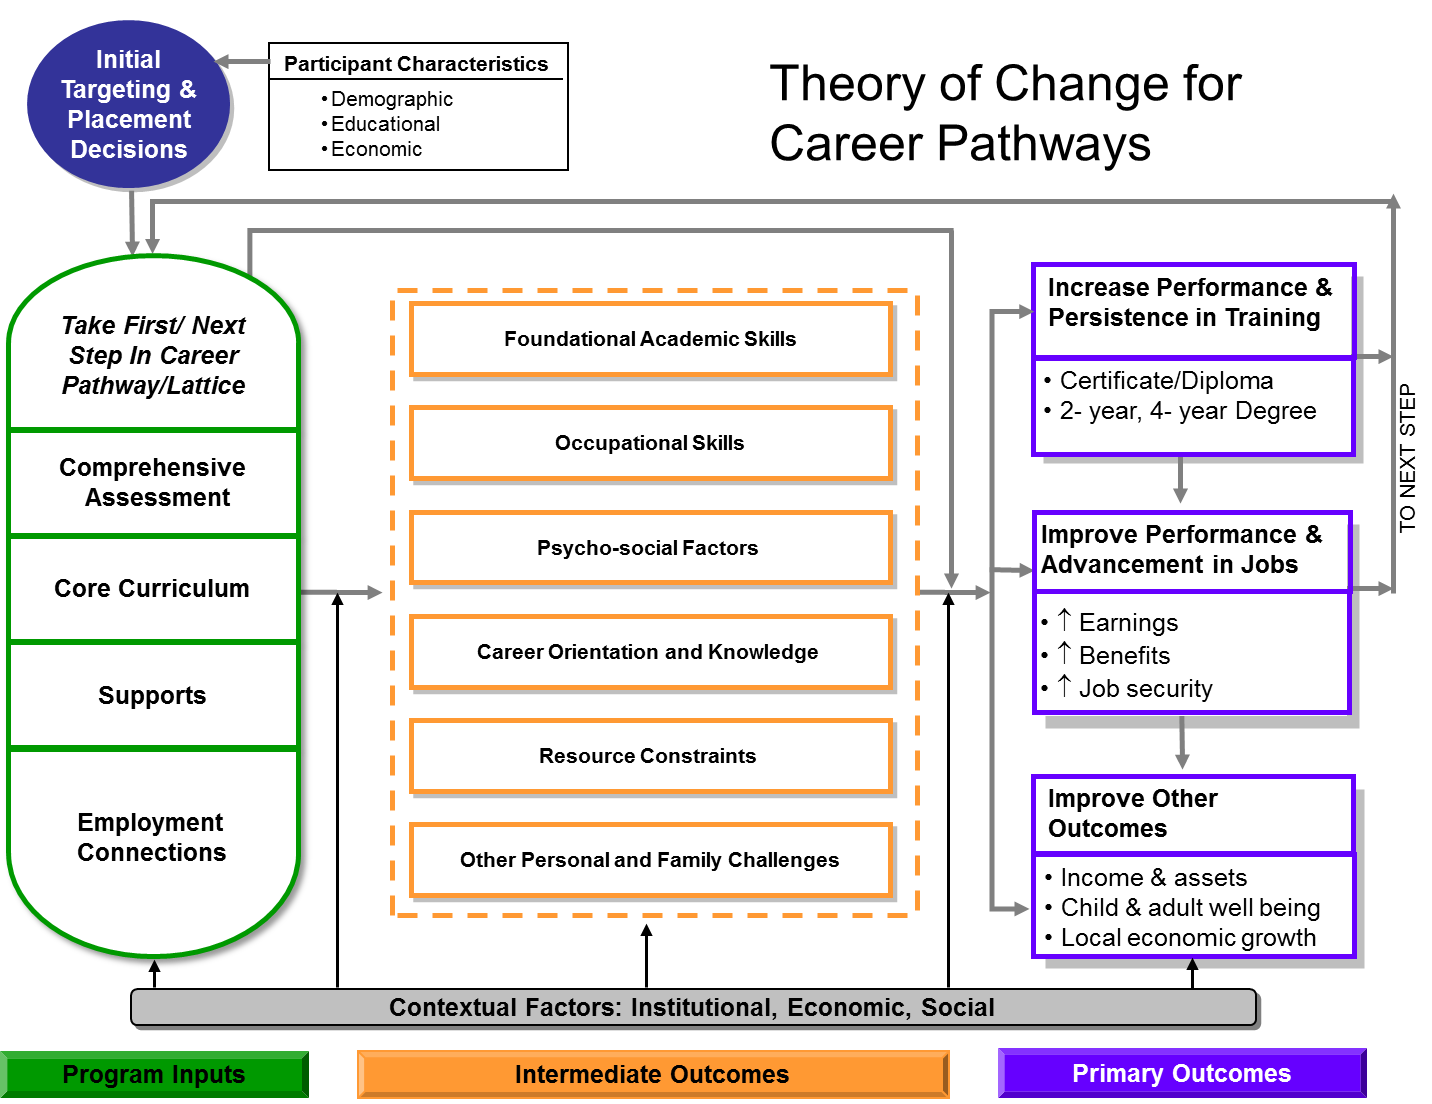 Initial
Targeting &
Placement
Decisions
Participant Characteristics
• Demographic
• Educational
• Economic
Theory of Change for
Career Pathways
Take First/ Next
Step In Career
Pathway/Lattice
Comprehensive
Assessment
Core Curriculum
Supports
Employment
Connections
Foundational Academic Skills
Occupational Skills
Psycho-social Factors
Career Orientation and Knowledge
Resource Constraints
Other Personal and Family Challenges
Increase Performance &
Persistence in Training
• Certificate/Diploma
• 2- year, 4- year Degree
Improve Performance &
Advancement in Jobs
• ↑ Earnings
• ↑ Benefits
• ↑ Job security
Improve Other
Outcomes
• Income & assets
• Child & adult well being
• Local economic growth
TO NEXT STEP
Contextual Factors: Institutional, Economic, Social
Program Inputs
Intermediate Outcomes
Primary Outcomes